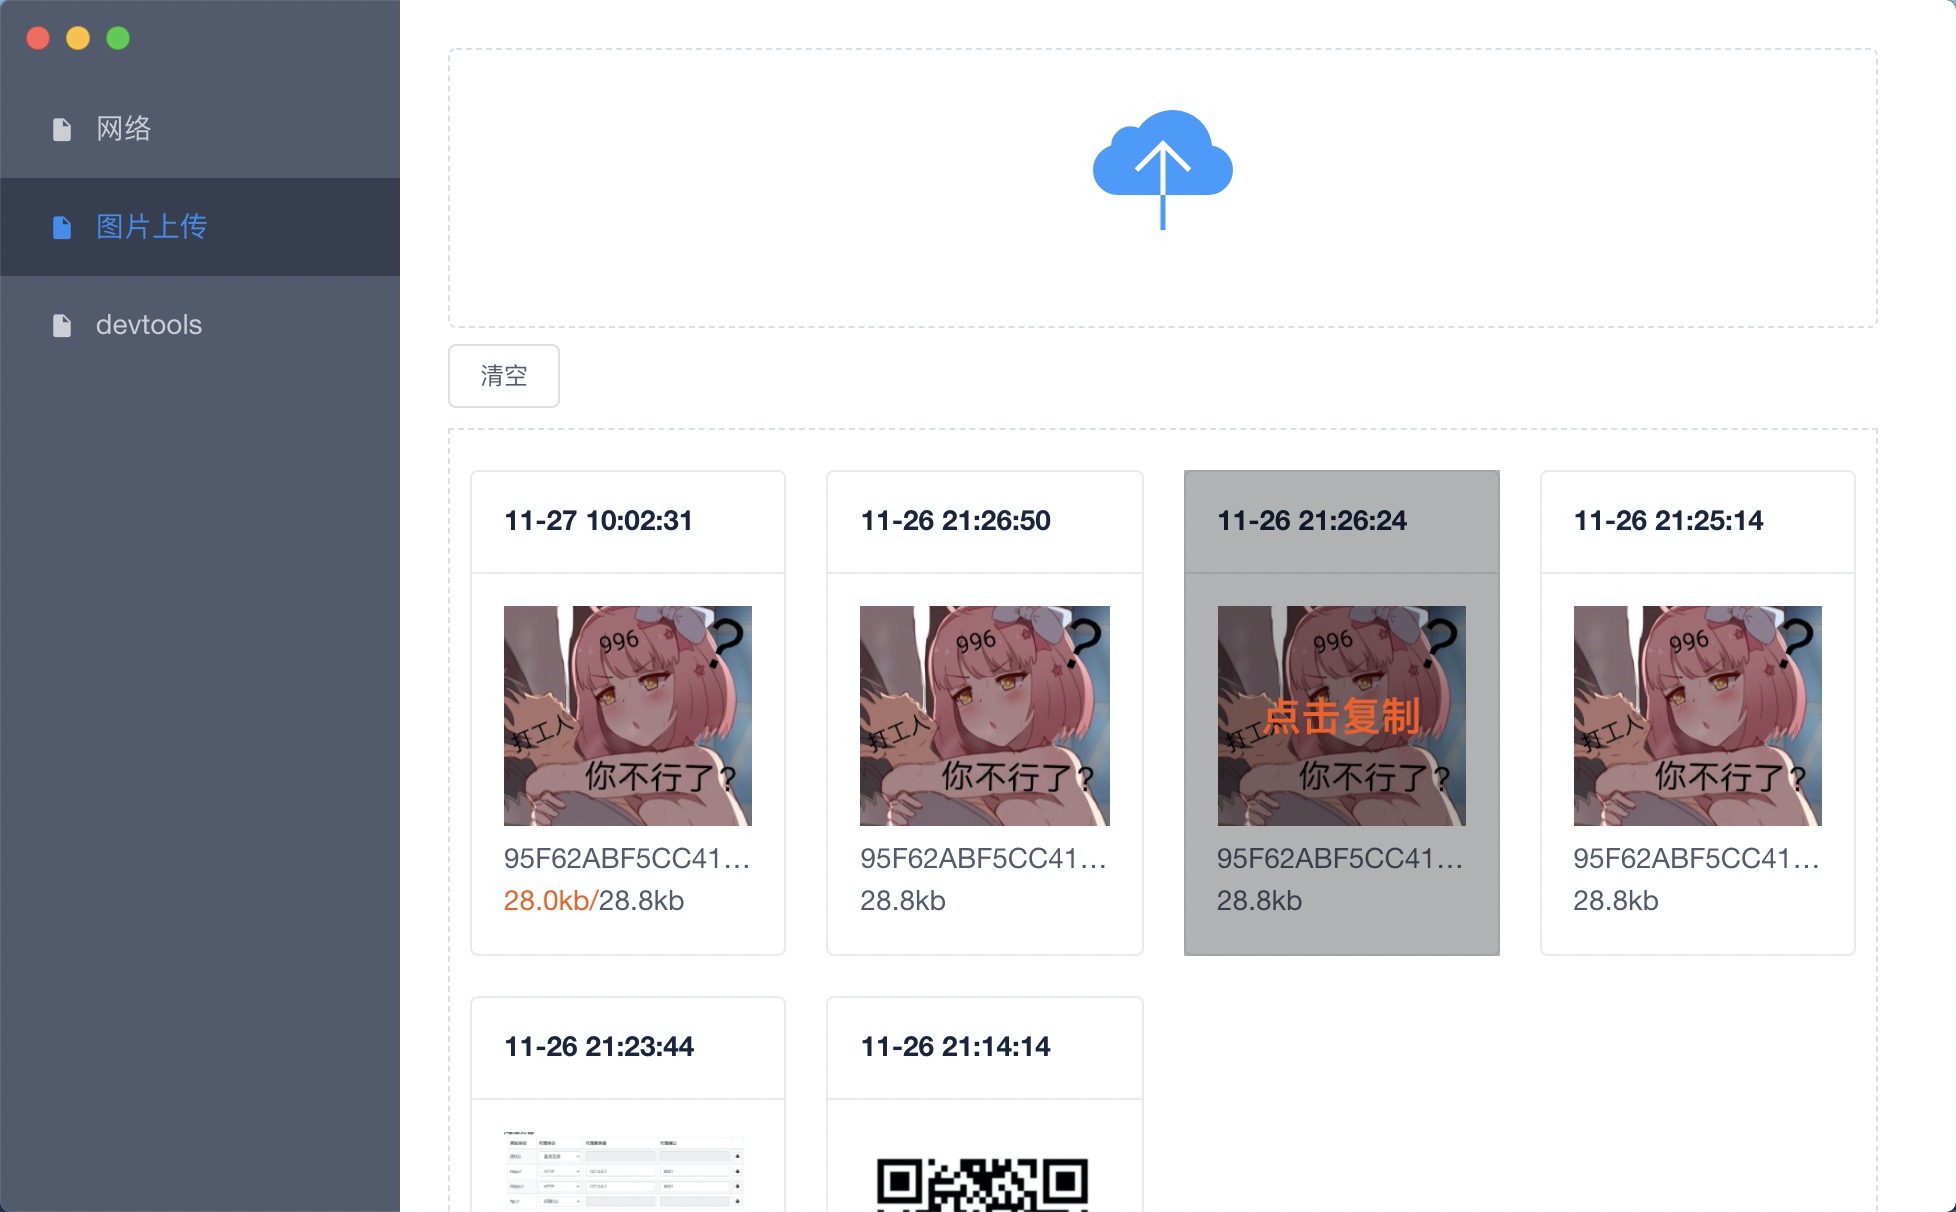 网络
图片上传
devtools
清空
11-27 10:02:31
996
?
打工人
你不行了?
95F62ABF5CC41...
28.0kb/28.8kb
11-26 21:26:50
996
?
打工人
你不行了?
95F62ABF5CC41...
28.8kb
11-26 21:26:24
996
?
打工人
点击复制
你不行了?
95F62ABF5CC41...
28.8kb
11-26 21:25:14
996
?
打工人
你不行了?
95F62ABF5CC41...
28.8kb
11-26 21:23:44
11-26 21:14:14